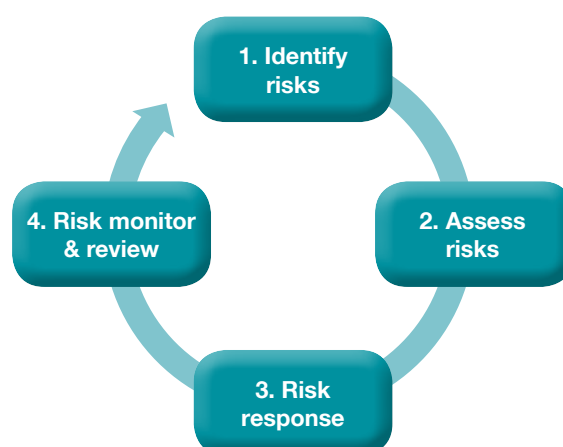 1. Identify
risks
2. Assess
risks
3. Risk
response
4. Risk monitor
& review